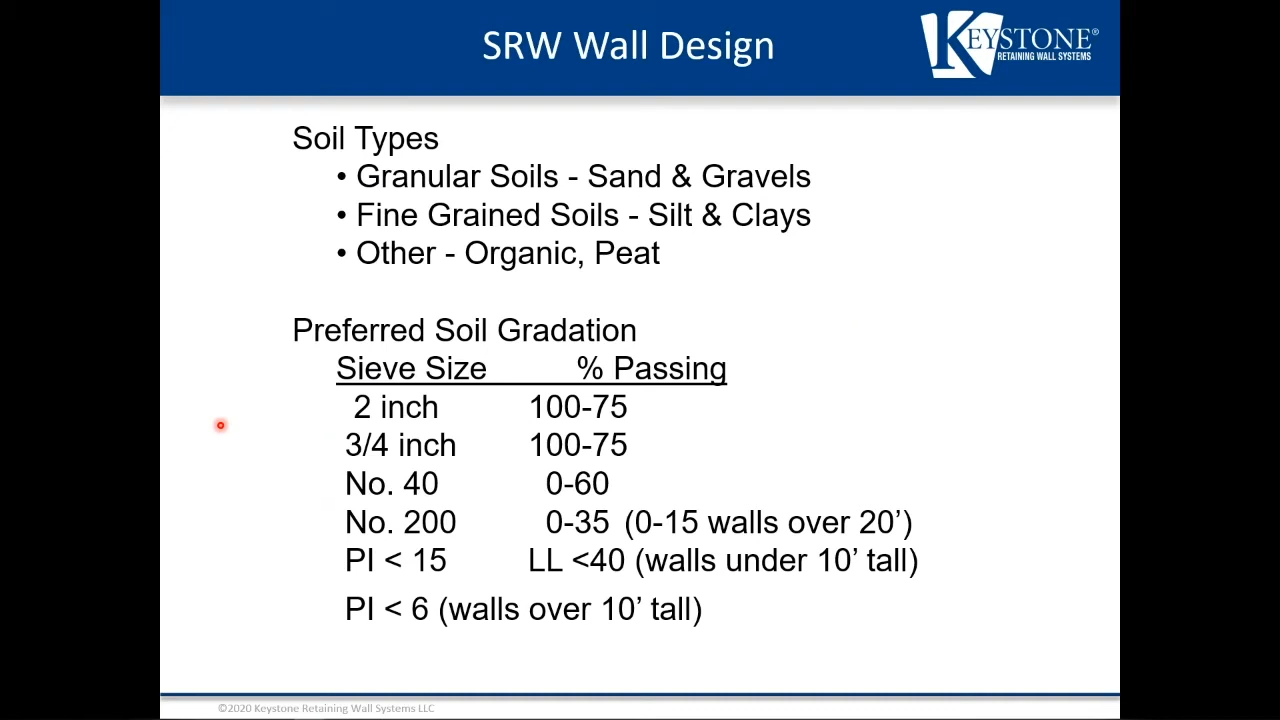 SRW Wall Design
KEYSTONE®
RETAINING WALL SYSTEMS
Soil Types
• Granular Soils - Sand & Gravels
• Fine Grained Soils - Silt & Clays
• Other - Organic, Peat
Preferred Soil Gradation
Sieve Size % Passing
2 inch 100-75
3/4 inch 100-75
No. 40 0-60
No. 200 0-35 (0-15 walls over 20’)
PI < 15 LL <40 (walls under 10’ tall)
PI < 6 (walls over 10’ tall)
©2020 Keystone Retaining Wall Systems LLC